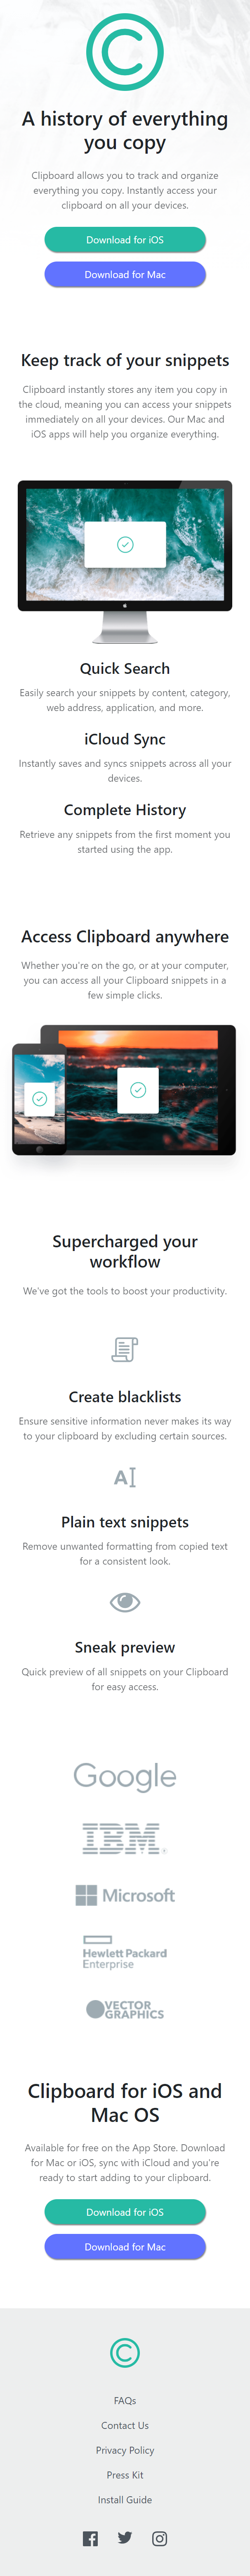 A history of everything
you copy
Clipboard allows you to track and organize
everything you copy. Instantly access your
clipboard on all your devices.
Download for iOS
Download for Mac
Keep track of your snippets
Clipboard instantly stores any item you copy in
the cloud, meaning you can access your snippets
immediately on all your devices. Our Mac and
iOS apps will help you organize everything.
Quick Search
Easily search your snippets by content, category,
web address, application, and more.
iCloud Sync
Instantly saves and syncs snippets across all your
devices.
Complete History
Retrieve any snippets from the first moment you
started using the app.
Access Clipboard anywhere
Whether you're on the go, or at your computer,
you can access all your Clipboard snippets in a
few simple clicks.
Supercharged your
workflow
We've got the tools to boost your productivity.
Create blacklists
Ensure sensitive information never makes its way
to your clipboard by excluding certain sources.
A
Plain text snippets
Remove unwanted formatting from copied text
for a consistent look.
Sneak preview
Quick preview of all snippets on your Clipboard
for easy access.
Google
IBM
Microsoft
Hewlett Packard
Enterprise
VECTOR
GRAPHICS
Clipboard for iOS and
Mac OS
Available for free on the App Store. Download
for Mac or iOS, sync with iCloud and you're
ready to start adding to your clipboard.
Download for iOS
Download for Mac
FAQs
Contact Us
Privacy Policy
Press Kit
Install Guide